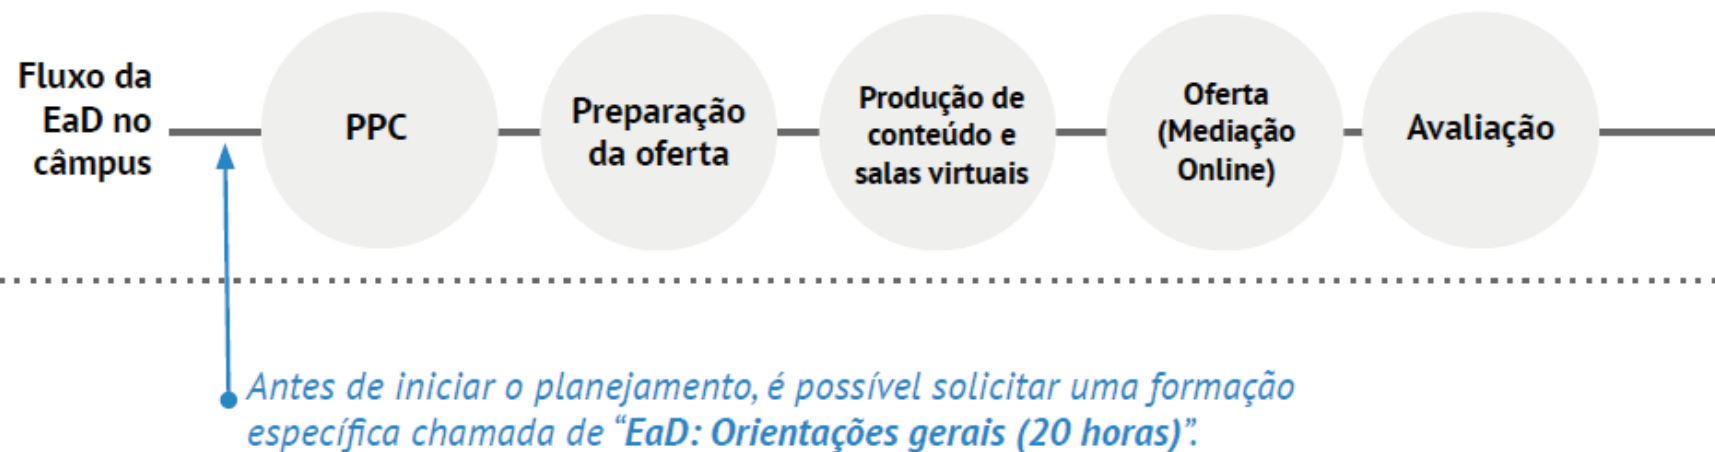 Fluxo da
EaD no
câmpus
PPC
Preparação
da oferta
Produção de
conteúdo e
salas virtuais
Oferta
(Mediação
Online)
Avaliação
Antes de iniciar o planejamento, é possível solicitar uma formação
específica chamada de “EaD: Orientações gerais (20 horas)”.